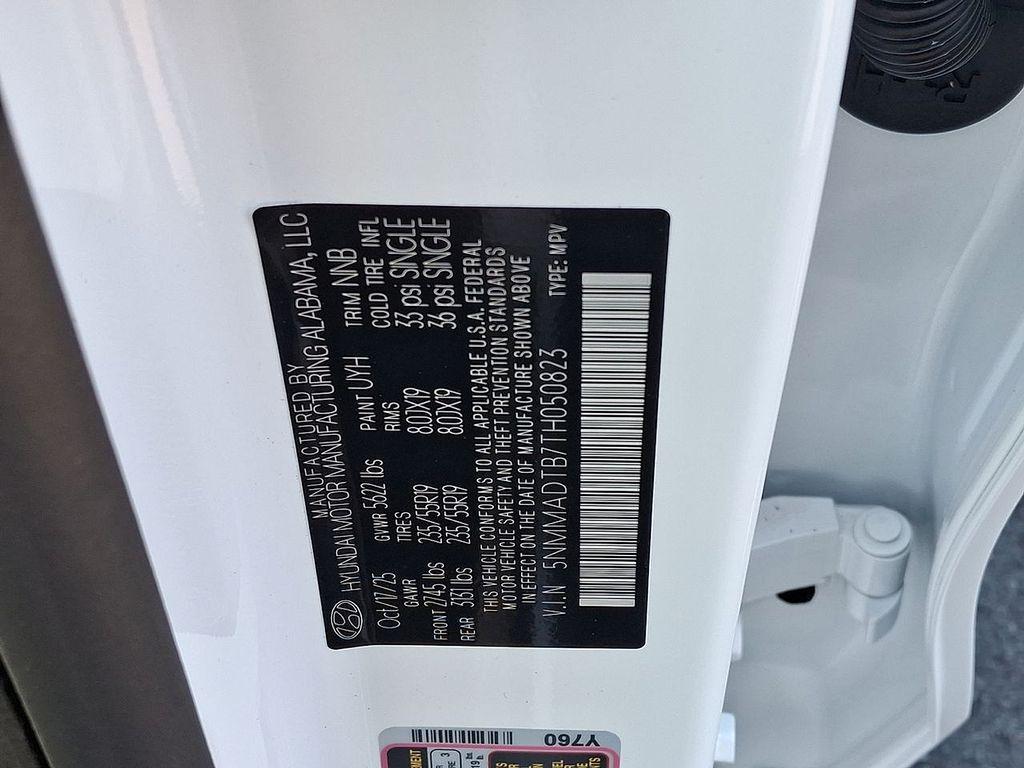 MANUFACTURED BY
HYUNDAI MOTOR MANUFACTURING ALABAMA, LLC
Oct/17/25 GVWR 5622 lbs PAINT UYH TRIM NNB
GAWR TIRES RIMS COLD TIRE INFL
FRONT 2745 lbs 235/55R19 8.0JX19 33 psi SINGLE
REAR 3131 lbs 235/55R19 8.0JX19 36 psi SINGLE
THIS VEHICLE CONFORMS TO ALL APPLICABLE U.S.A. FEDERAL
MOTOR VEHICLE SAFETY AND THEFT PREVENTION STANDARDS
IN EFFECT ON THE DATE OF MANUFACTURE SHOWN ABOVE
V.I.N 5NMMADTB7TH050823 TYPE: MPV
Y760